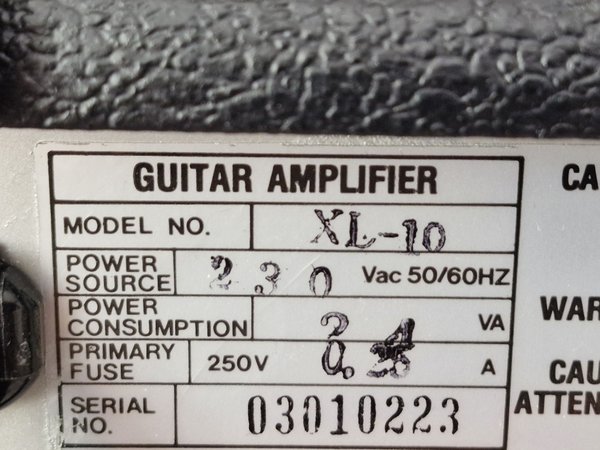 GUITAR AMPLIFIER
MODEL NO. XL-10
POWER SOURCE 230 Vac 50/60HZ
POWER CONSUMPTION 24 VA
PRIMARY FUSE 250V A
SERIAL NO. 03010223
CA
WAR
CAU
ATTEN